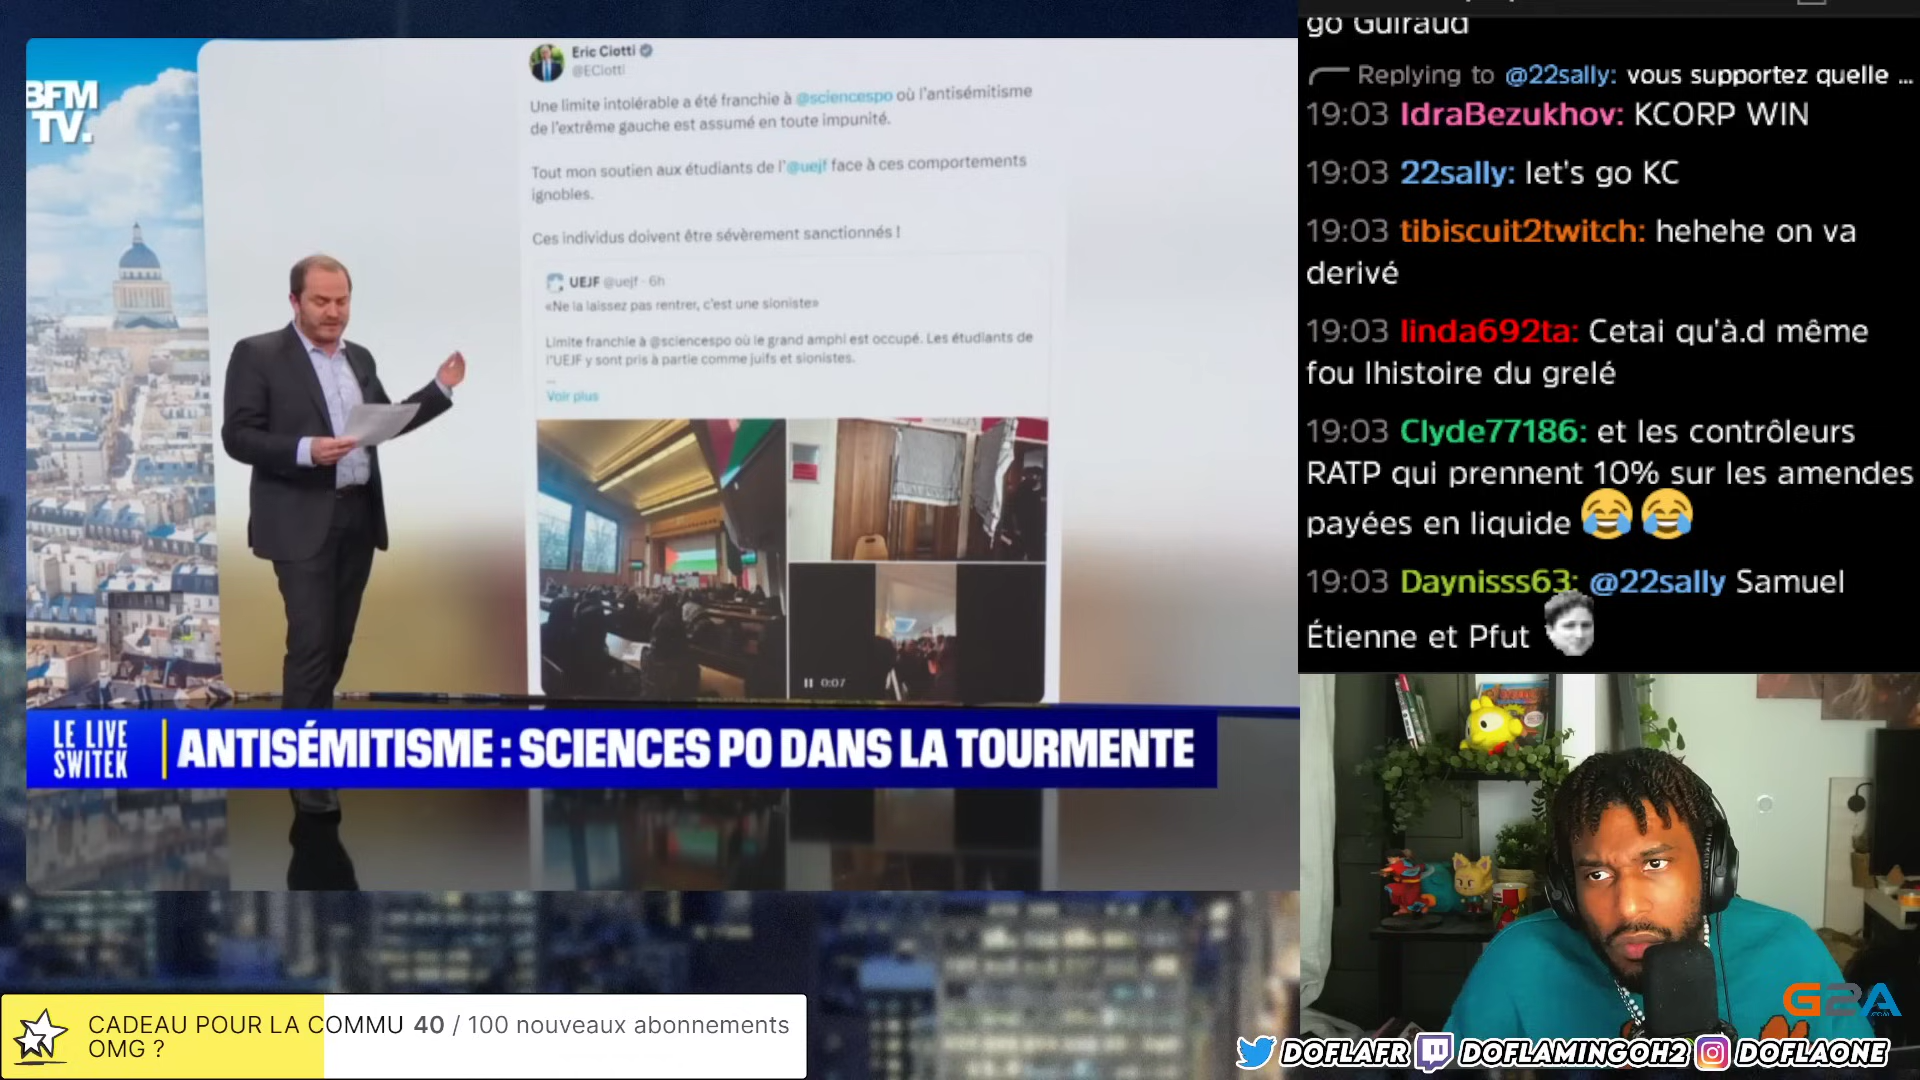 BFM
TV.
Eric Ciotti
@ECiotti
Une limite intolérable a été franchie à @sciencespo où l'antisémitisme
de l'extrême gauche est assumé en toute impunité.
Tout mon soutien aux étudiants de l'@uejf face à ces comportements
ignobles.
Ces individus doivent être sévèrement sanctionnés !
UEJF @uejf · 6h
«Ne la laissez pas rentrer, c'est une sioniste»
Limite franchie à @sciencespo où le grand amphi est occupé. Les étudiants de
l'UEJF y sont pris à partie comme juifs et sionistes.
...
Voir plus
0:07
LE LIVE
SWITEK
ANTISÉMITISME : SCIENCES PO DANS LA TOURMENTE
CADEAU POUR LA COMMU 40 / 100 nouveaux abonnements
OMG ?
go Guiraud
Replying to @22sally: vous supportez quelle ...
19:03 IdraBezukhov: KCORP WIN
19:03 22sally: let's go KC
19:03 tibiscuit2twitch: hehehe on va
derivé
19:03 linda692ta: Cetai qu'à.d même
fou lhistoire du grelé
19:03 Clyde77186: et les contrôleurs
RATP qui prennent 10% sur les amendes
payées en liquide 😂 😂
19:03 Daynisss63: @22sally Samuel
Étienne et Pfut
G2A
.COM
DOFLAFR DOFLAMINGOH2 DOFLAONE